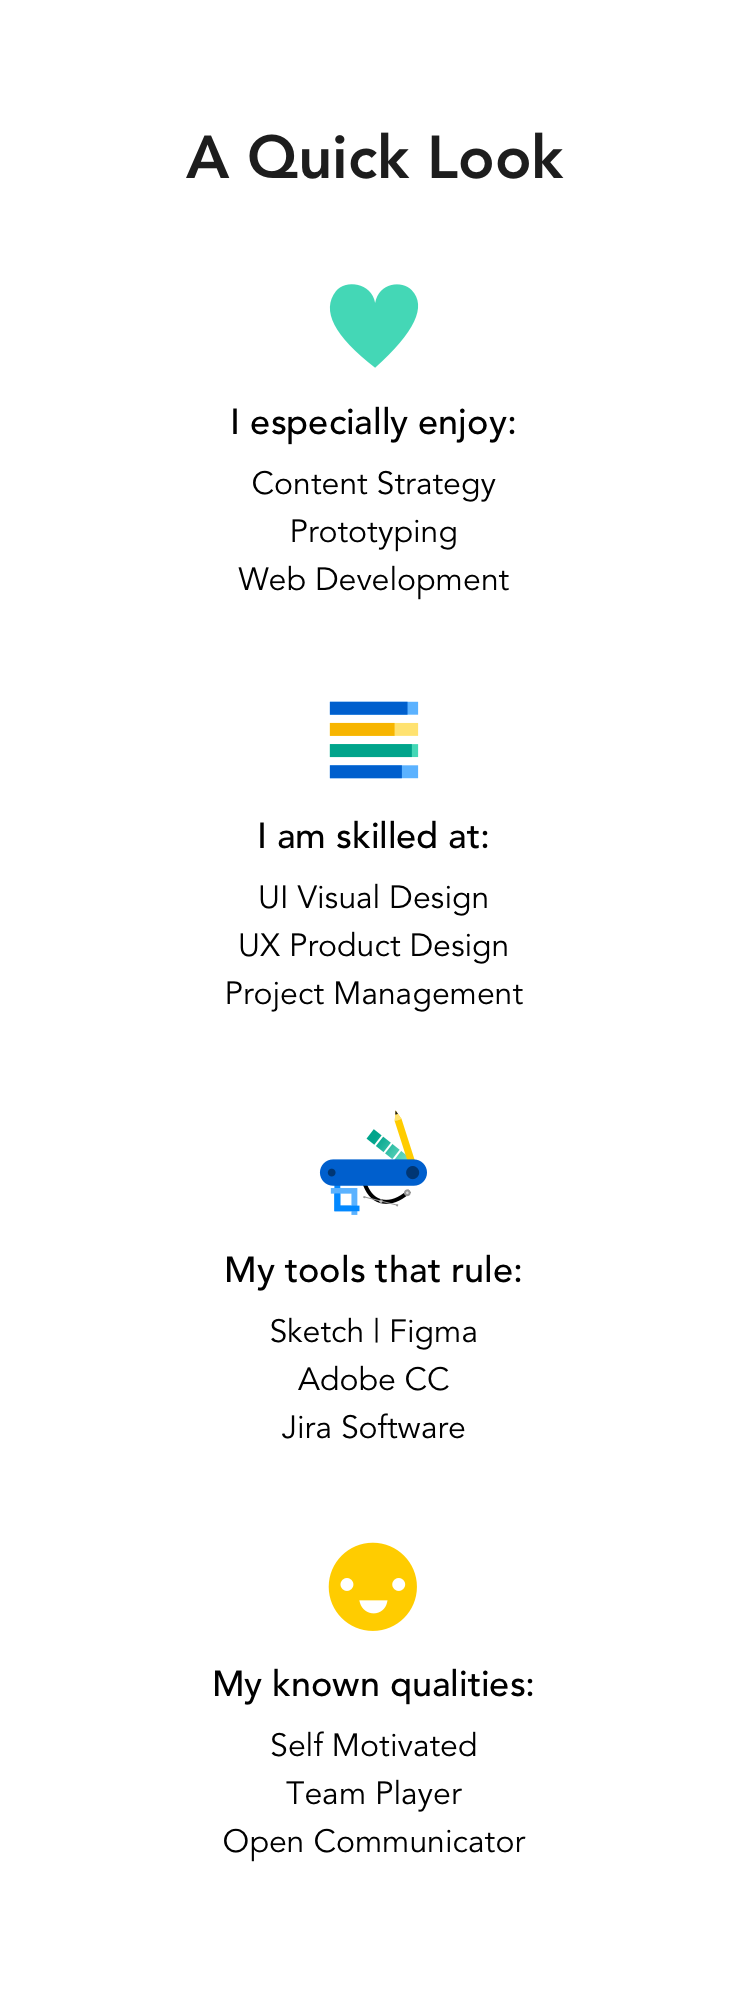 A Quick Look
I especially enjoy:
Content Strategy
Prototyping
Web Development
I am skilled at:
UI Visual Design
UX Product Design
Project Management
My tools that rule:
Sketch | Figma
Adobe CC
Jira Software
My known qualities:
Self Motivated
Team Player
Open Communicator